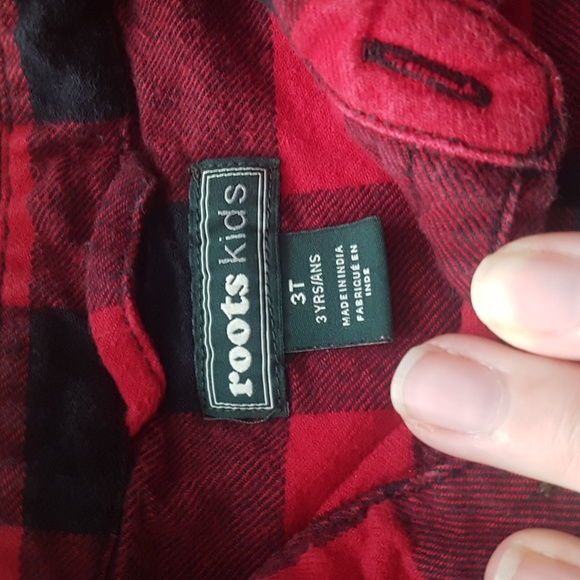 roots kids
3T
3 YRS/ANS
MADE IN INDIA
FABRIQUÉ EN
INDE